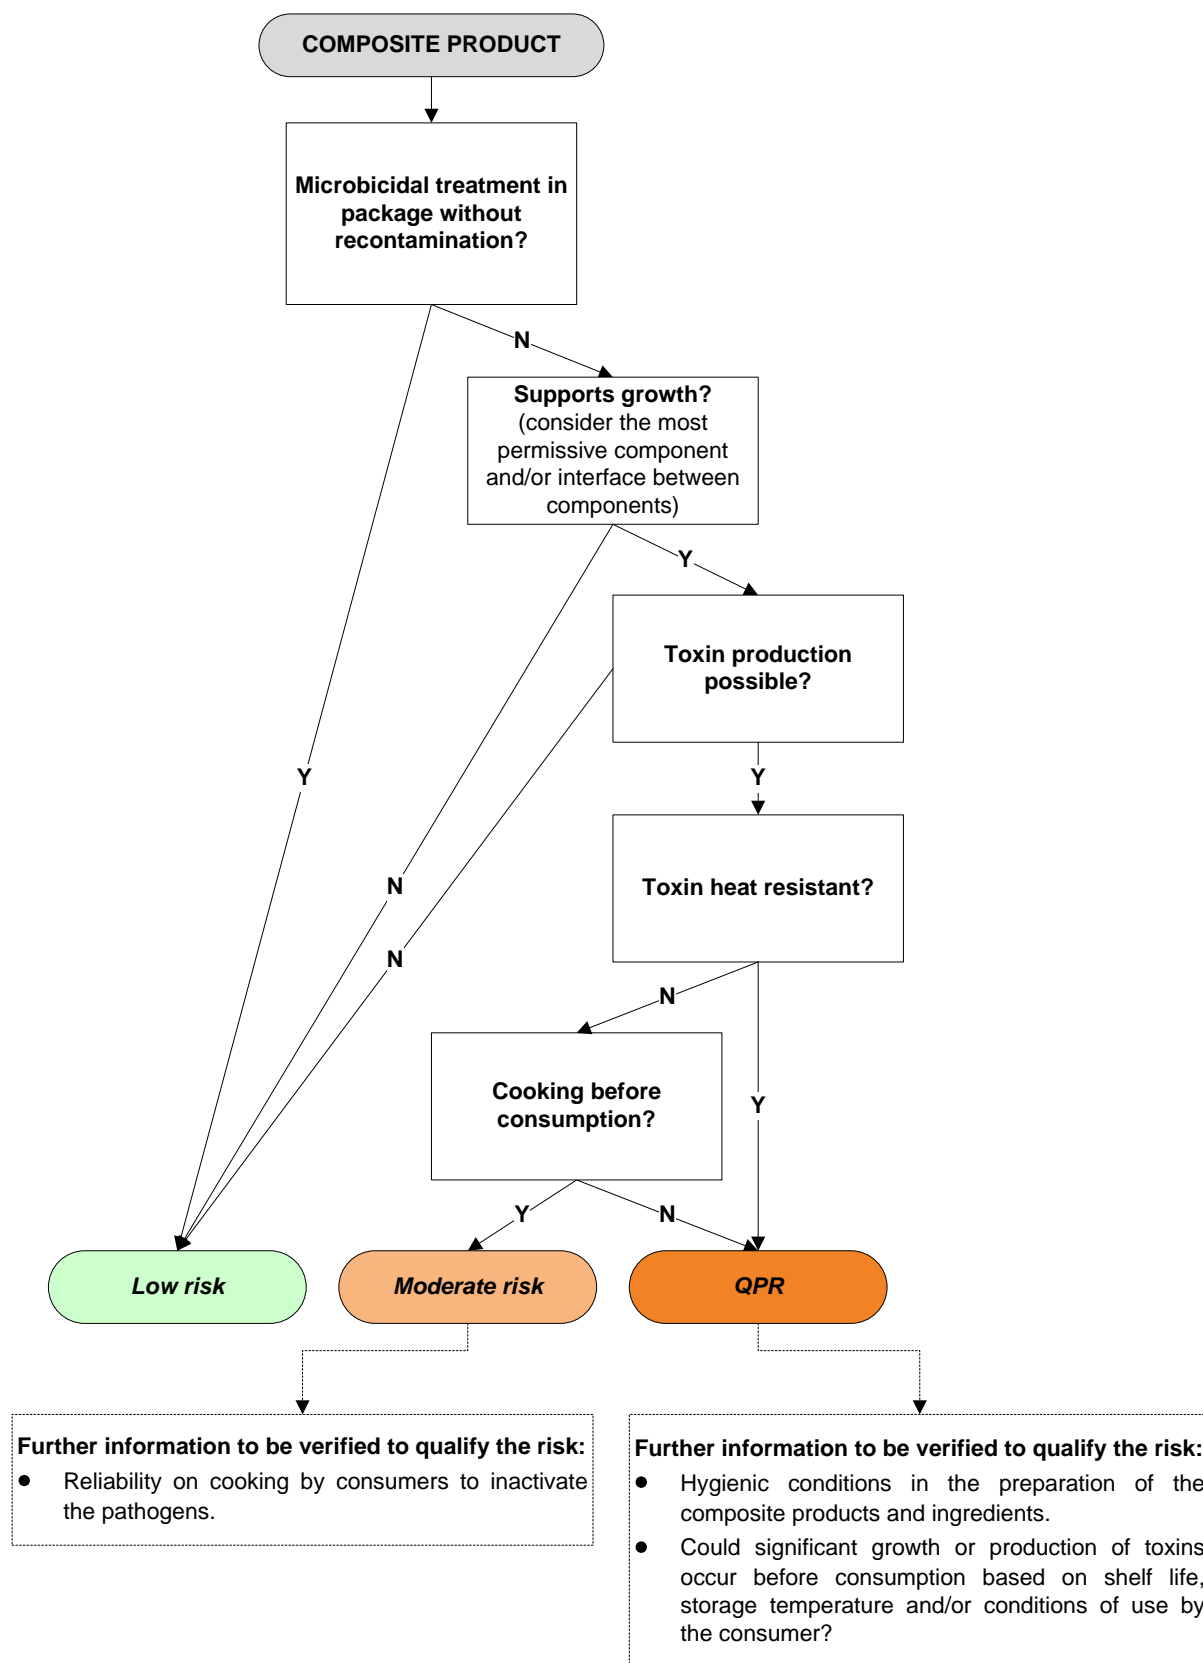 COMPOSITE PRODUCT
Microbicidal treatment in
package without
recontamination?
N
Supports growth?
(consider the most
permissive component
and/or interface between
components)
Y
Toxin production
possible?
Y
Y
Toxin heat resistant?
N
N
N
Cooking before
consumption?
Y
Y
N
Low risk
Moderate risk
QPR
Further information to be verified to qualify the risk:
● Reliability on cooking by consumers to inactivate
the pathogens.
Further information to be verified to qualify the risk:
● Hygienic conditions in the preparation of the
composite products and ingredients.
● Could significant growth or production of toxins
occur before consumption based on shelf life,
storage temperature and/or conditions of use by
the consumer?